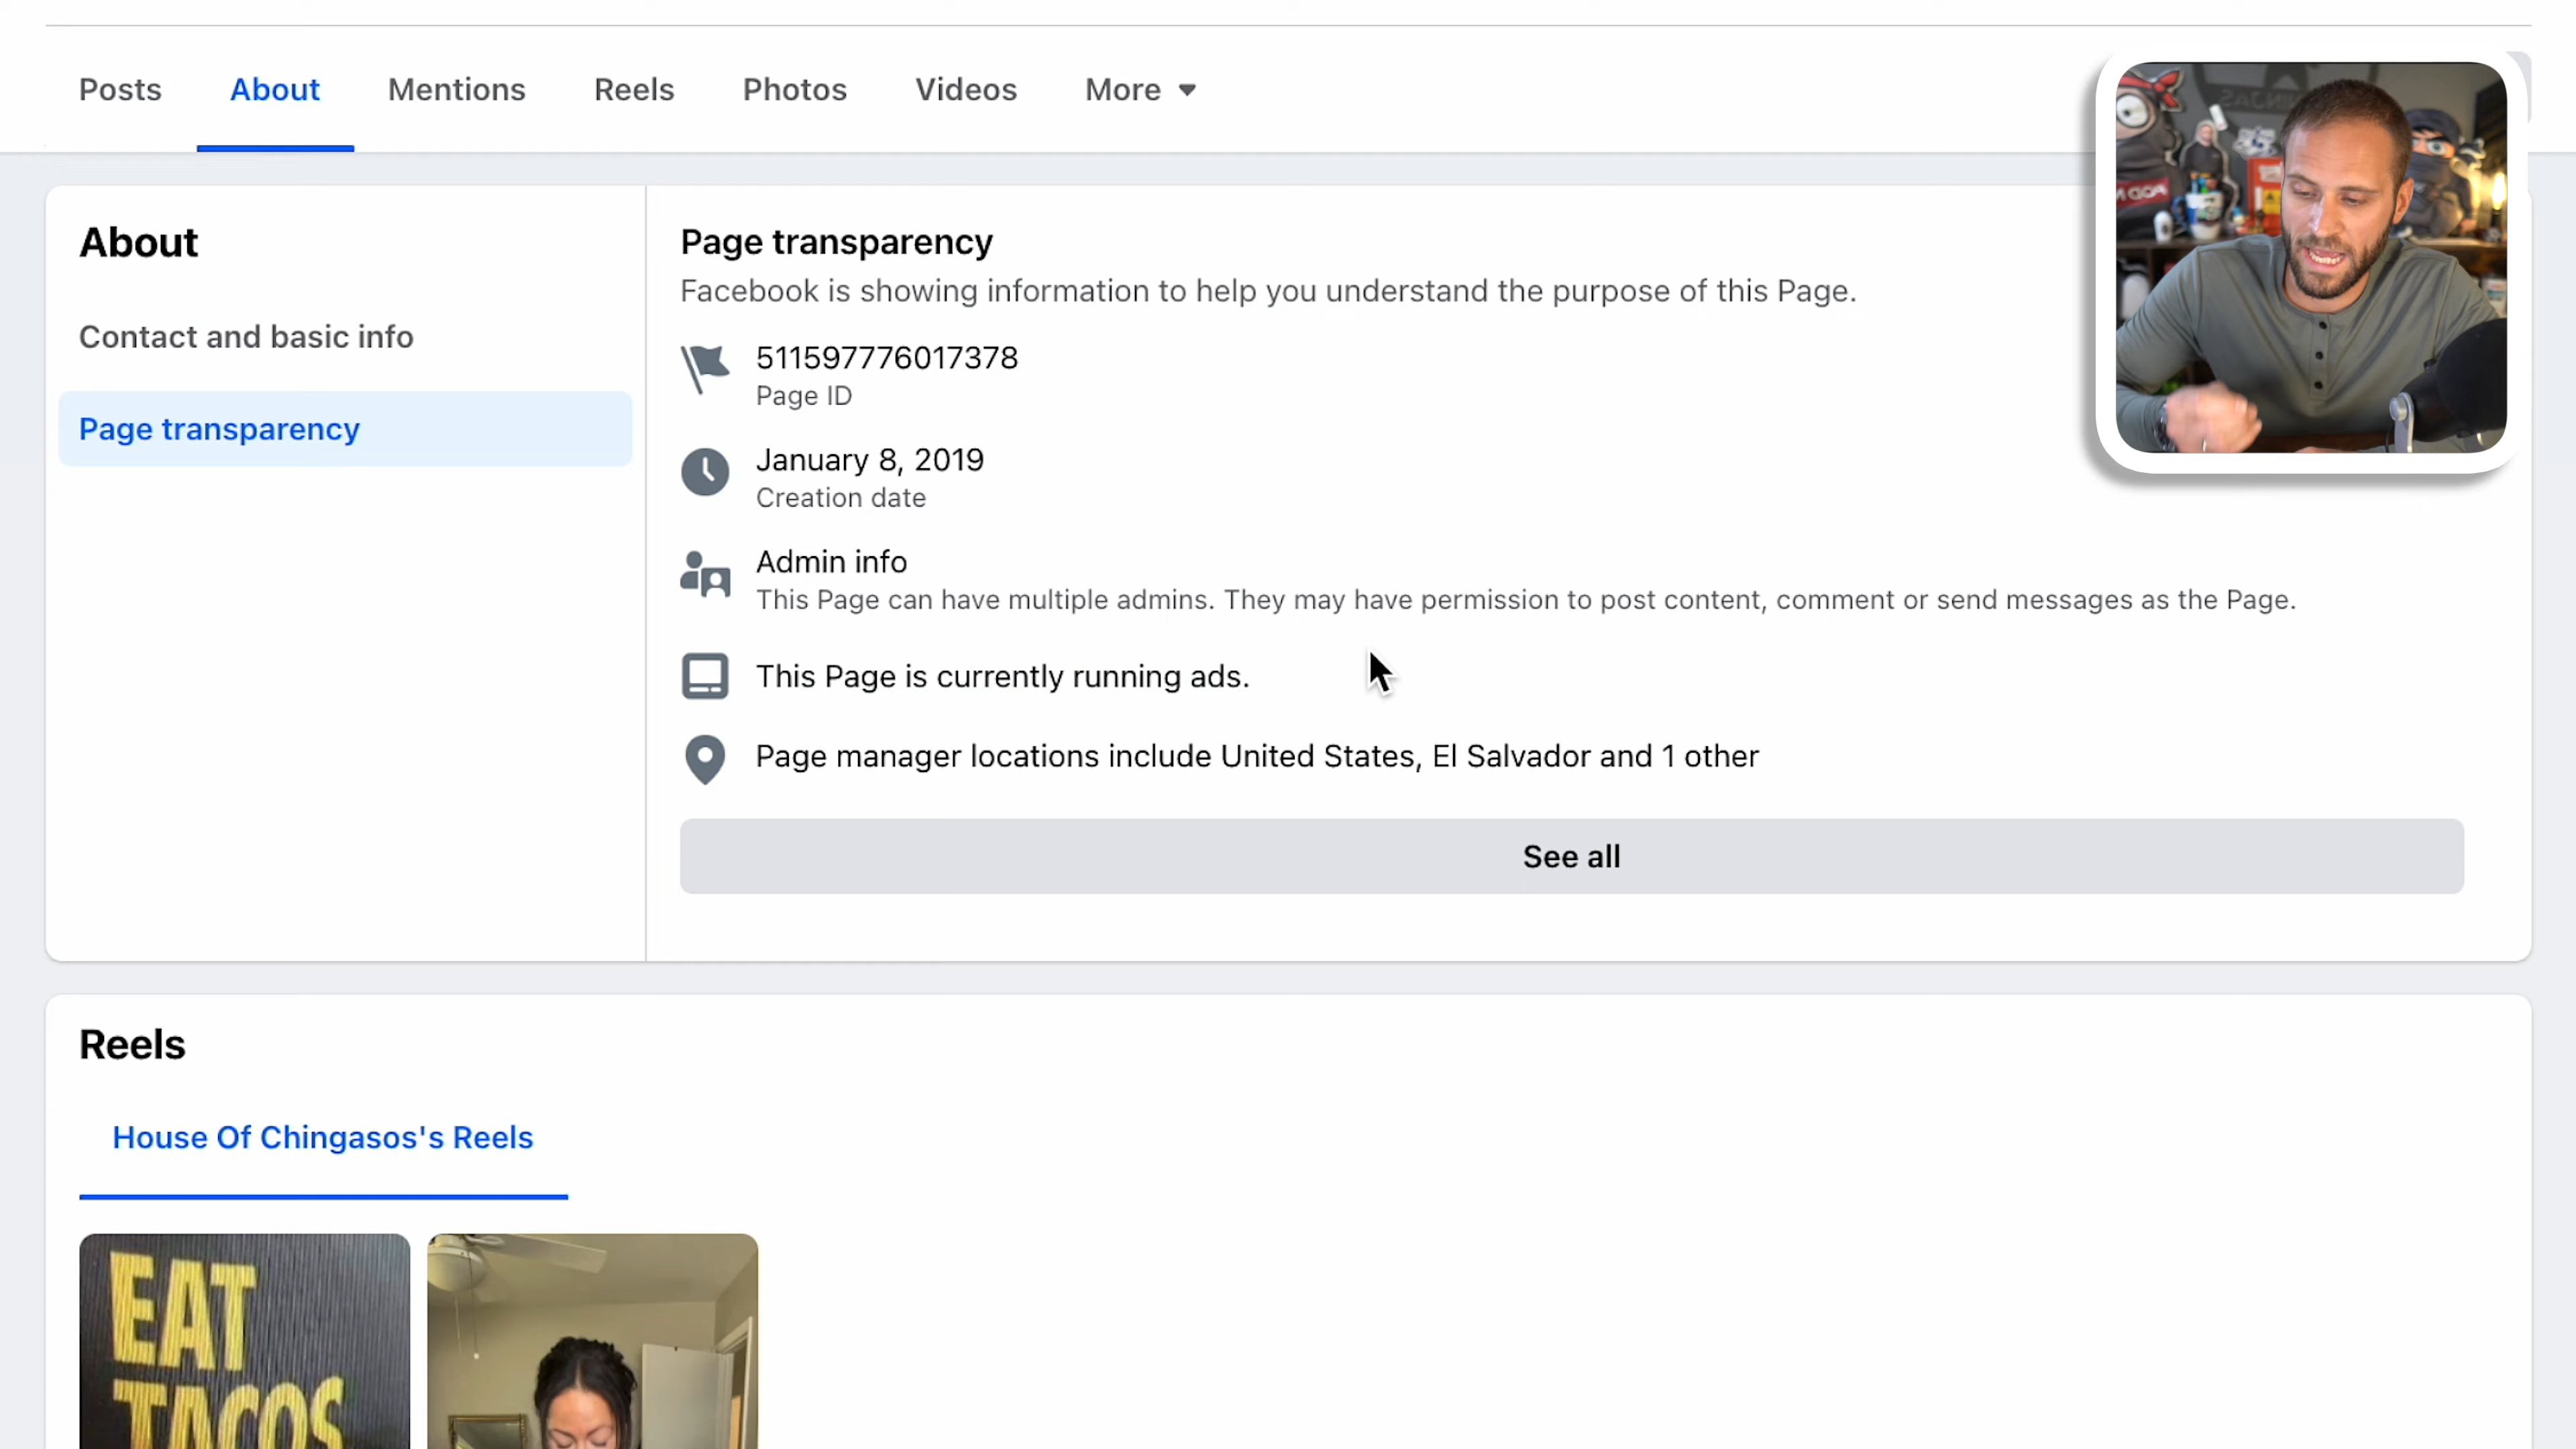 Posts About Mentions Reels Photos Videos More
About
Contact and basic info
Page transparency
Page transparency
Facebook is showing information to help you understand the purpose of this Page.
511597776017378
Page ID
January 8, 2019
Creation date
Admin info
This Page can have multiple admins. They may have permission to post content, comment or send messages as the Page.
This Page is currently running ads.
Page manager locations include United States, El Salvador and 1 other
See all
Reels
House Of Chingasos's Reels
EAT
TACOS